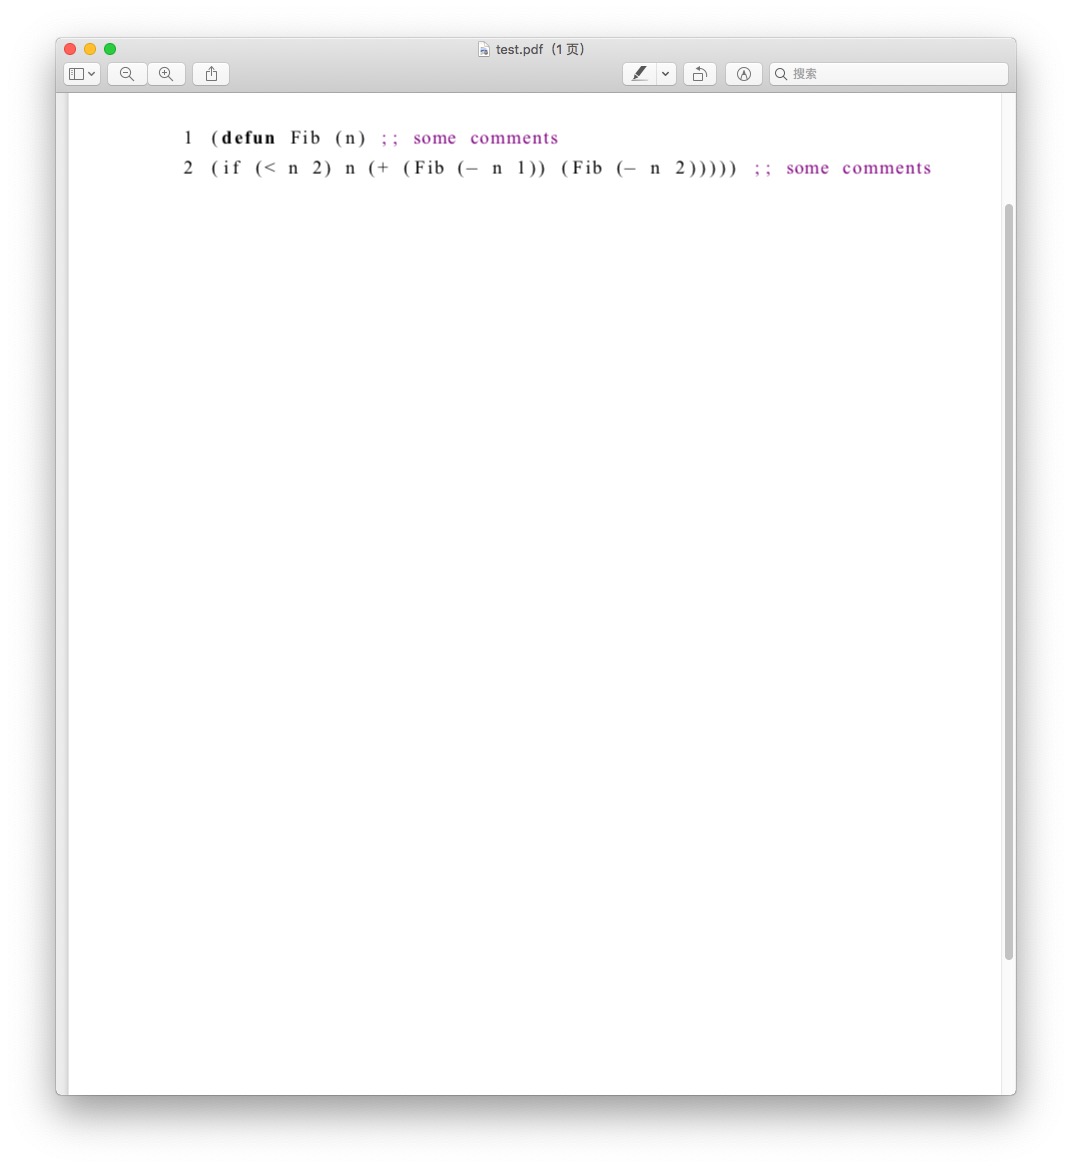 test.pdf（1 页）
搜索
1 (defun Fib (n) ;; some comments
2 (if (< n 2) n (+ (Fib (− n 1)) (Fib (− n 2))))) ;; some comments